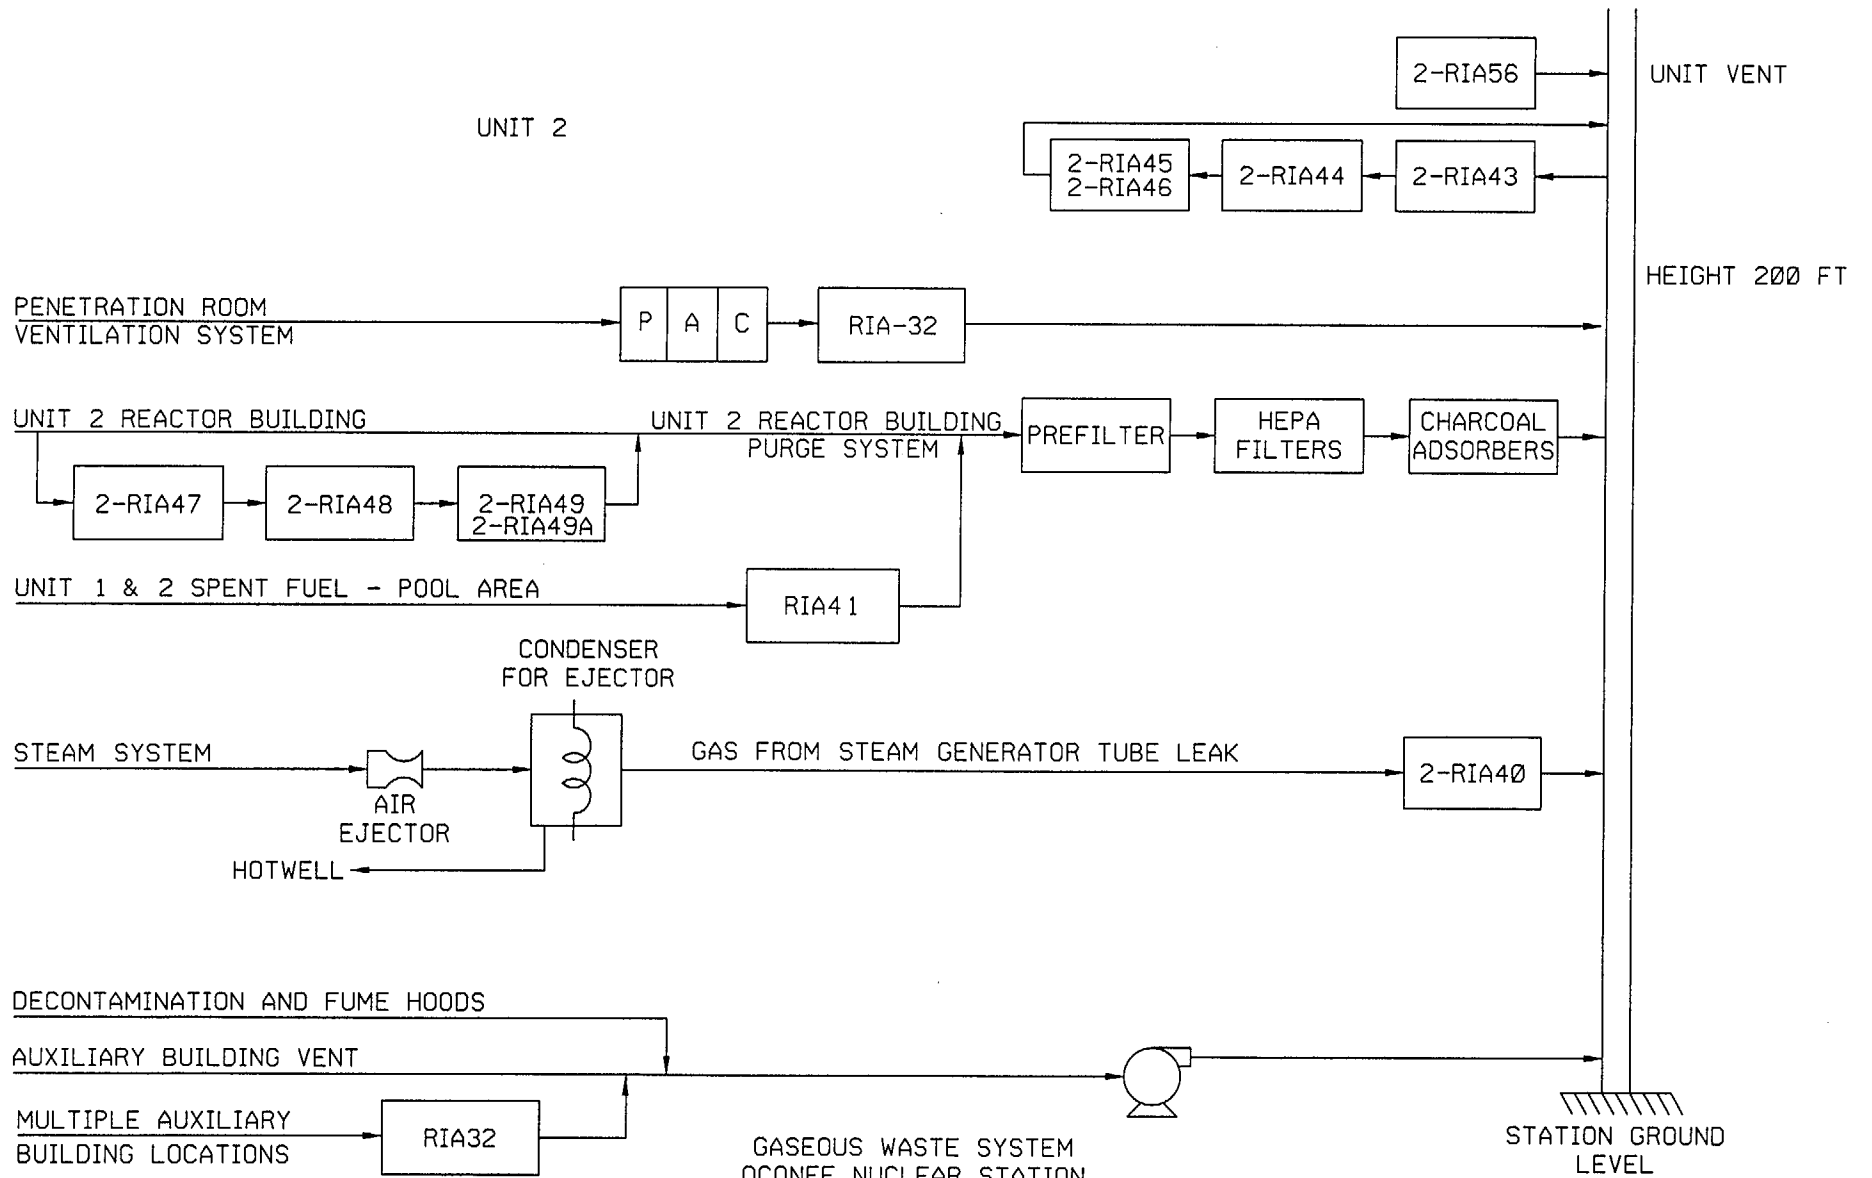 2-RIA56
UNIT VENT
UNIT 2
2-RIA45
2-RIA46
2-RIA44
2-RIA43
HEIGHT 200 FT
PENETRATION ROOM
VENTILATION SYSTEM
P A C
RIA-32
UNIT 2 REACTOR BUILDING
UNIT 2 REACTOR BUILDING
PURGE SYSTEM
PREFILTER
HEPA
FILTERS
CHARCOAL
ADSORBERS
2-RIA47
2-RIA48
2-RIA49
2-RIA49A
UNIT 1 & 2 SPENT FUEL - POOL AREA
RIA41
CONDENSER
FOR EJECTOR
STEAM SYSTEM
AIR
EJECTOR
GAS FROM STEAM GENERATOR TUBE LEAK
2-RIA40
HOTWELL
DECONTAMINATION AND FUME HOODS
AUXILIARY BUILDING VENT
MULTIPLE AUXILIARY
BUILDING LOCATIONS
RIA32
GASEOUS WASTE SYSTEM
OCONEE NUCLEAR STATION
STATION GROUND
LEVEL